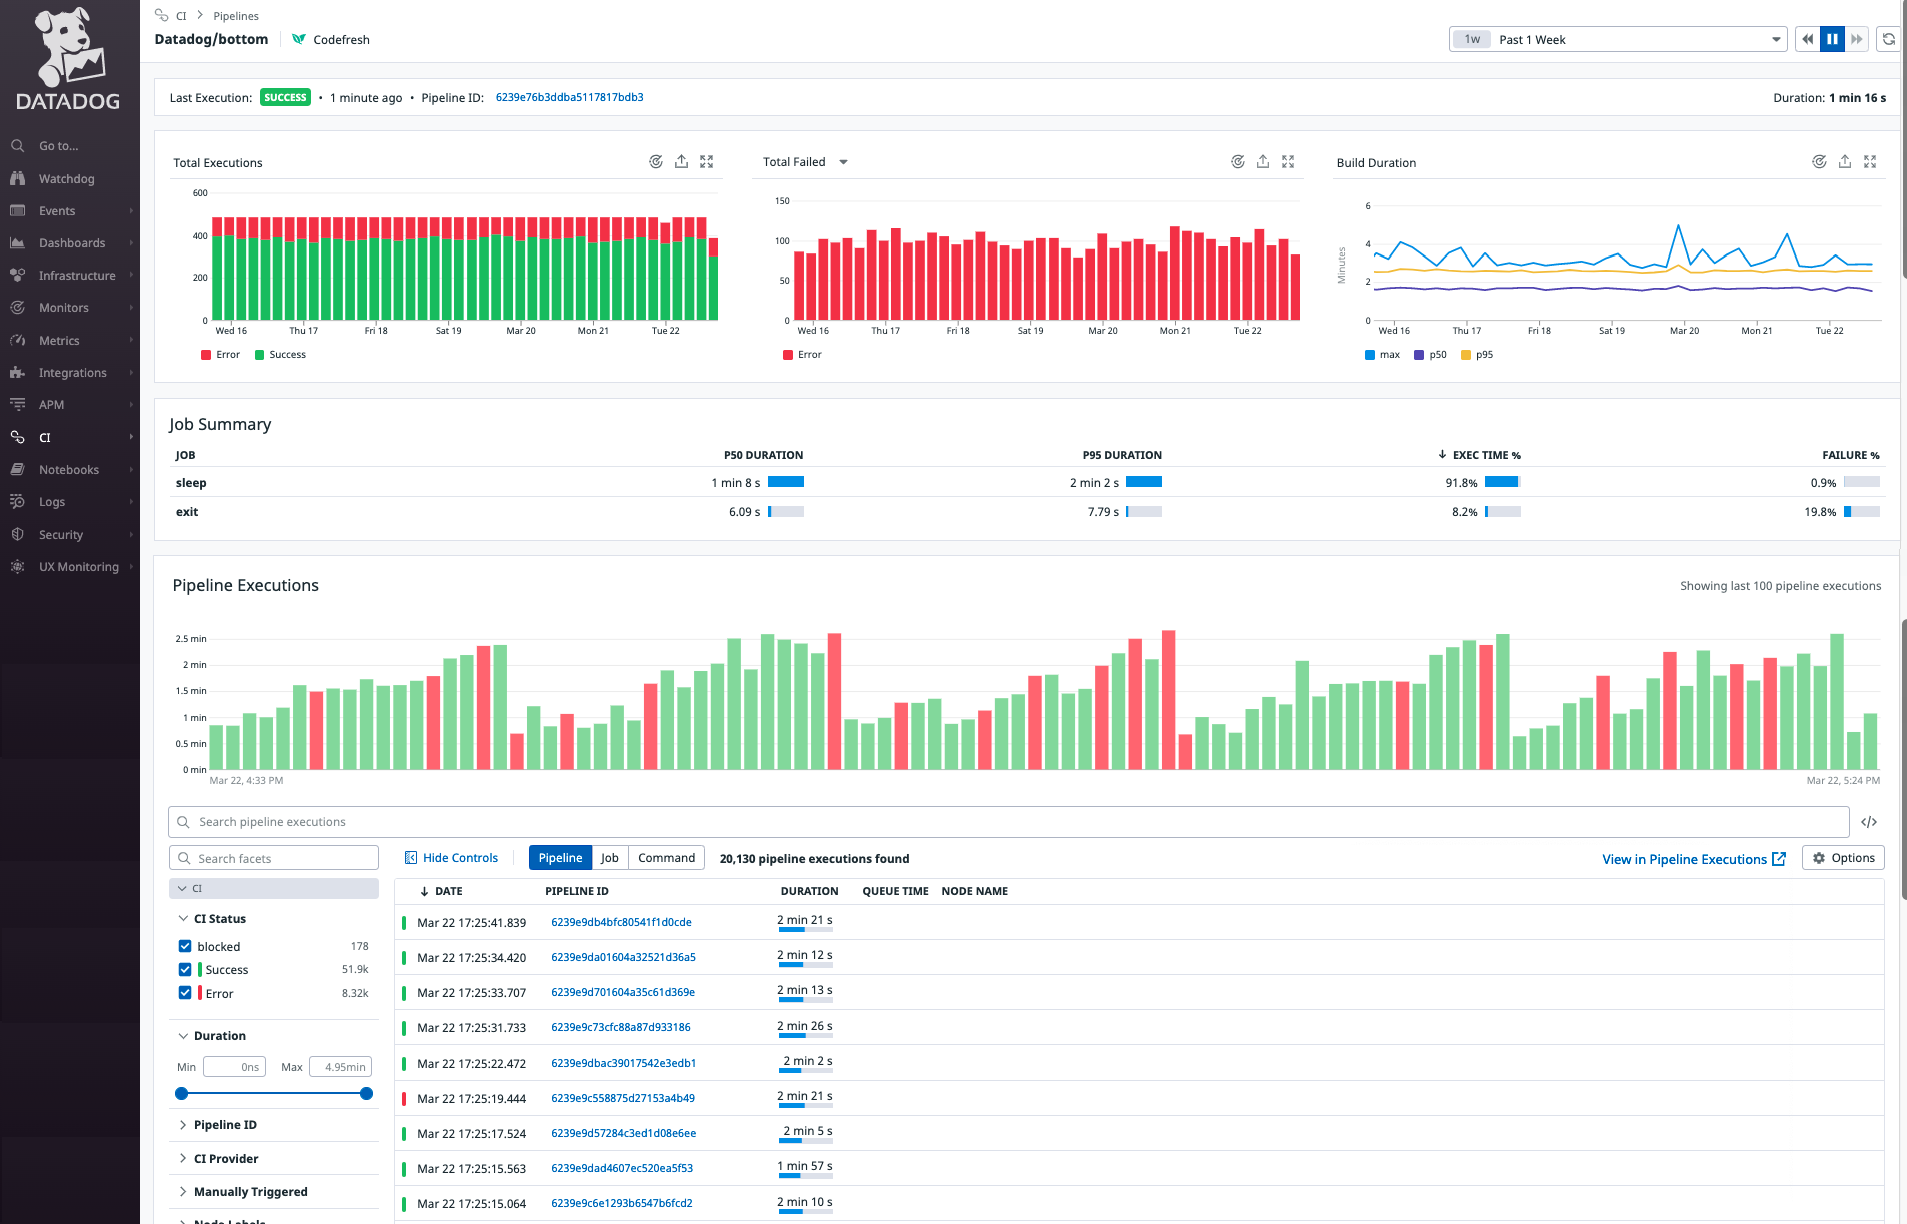 DATADOG
Go to...
Watchdog
Events
Dashboards
Infrastructure
Monitors
Metrics
Integrations
APM
CI
Notebooks
Logs
Security
UX Monitoring
CI > Pipelines
Datadog/bottom Codefresh
1w Past 1 Week
Last Execution: SUCCESS • 1 minute ago • Pipeline ID: 6239e76b3ddba5117817bdb3 Duration: 1 min 16 s
Total Executions
600
400
200
0
Wed 16 Thu 17 Fri 18 Sat 19 Mar 20 Mon 21 Tue 22
Error Success
Total Failed
150
100
50
0
Wed 16 Thu 17 Fri 18 Sat 19 Mar 20 Mon 21 Tue 22
Error
Build Duration
Minutes
6
4
2
0
Wed 16 Thu 17 Fri 18 Sat 19 Mar 20 Mon 21 Tue 22
max p50 p95
Job Summary
JOB P50 DURATION P95 DURATION EXEC TIME % FAILURE %
sleep 1 min 8 s 2 min 2 s 91.8% 0.9%
exit 6.09 s 7.79 s 8.2% 19.8%
Pipeline Executions Showing last 100 pipeline executions
2.5 min
2 min
1.5 min
1 min
0.5 min
0 min
Mar 22, 4:33 PM Mar 22, 5:24 PM
Search pipeline executions </>
Search facets
CI
CI Status
blocked 178
Success 51.9k
Error 8.32k
Duration
Min 0ns Max 4.95min
Pipeline ID
CI Provider
Manually Triggered
Node Labels
Hide Controls Pipeline Job Command 20,130 pipeline executions found View in Pipeline Executions Options
DATE PIPELINE ID DURATION QUEUE TIME NODE NAME
Mar 22 17:25:41.839 6239e9db4bfc80541f1d0cde 2 min 21 s
Mar 22 17:25:34.420 6239e9da01604a32521d36a5 2 min 12 s
Mar 22 17:25:33.707 6239e9d701604a35c61d369e 2 min 13 s
Mar 22 17:25:31.733 6239e9c73cfc88a87d933186 2 min 26 s
Mar 22 17:25:22.472 6239e9dbac39017542e3edb1 2 min 2 s
Mar 22 17:25:19.444 6239e9c558875d27153a4b49 2 min 21 s
Mar 22 17:25:17.524 6239e9d57284c3ed1d08e6ee 2 min 5 s
Mar 22 17:25:15.563 6239e9dad4607ec520ea5f53 1 min 57 s
Mar 22 17:25:15.064 6239e9c6e1293b6547b6fcd2 2 min 10 s